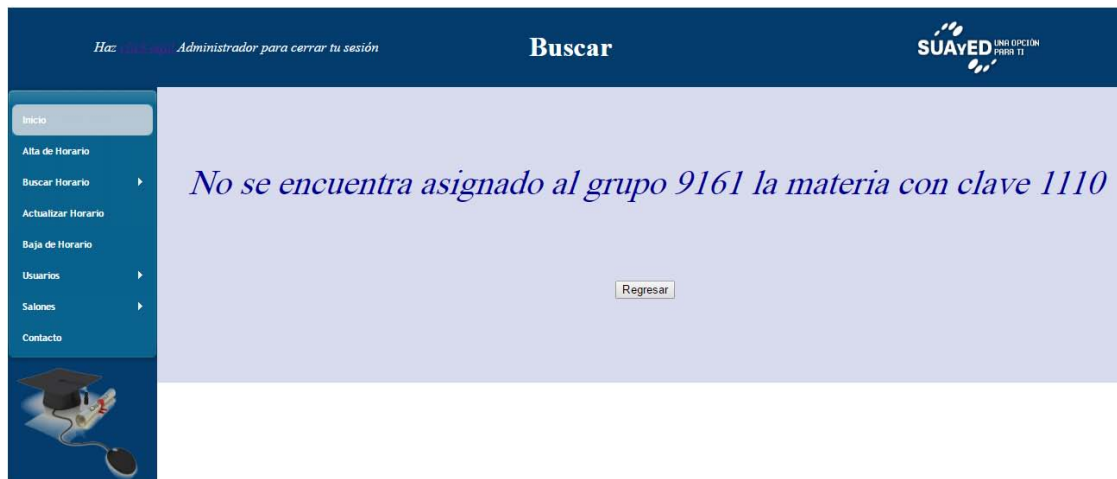 Haz click aquí Administrador para cerrar tu sesión
Buscar
SUAyED UNA OPCIÓN
PARA TI
Inicio
Alta de Horario
Buscar Horario
Actualizar Horario
Baja de Horario
Usuarios
Salones
Contacto
No se encuentra asignado al grupo 9161 la materia con clave 1110
Regresar